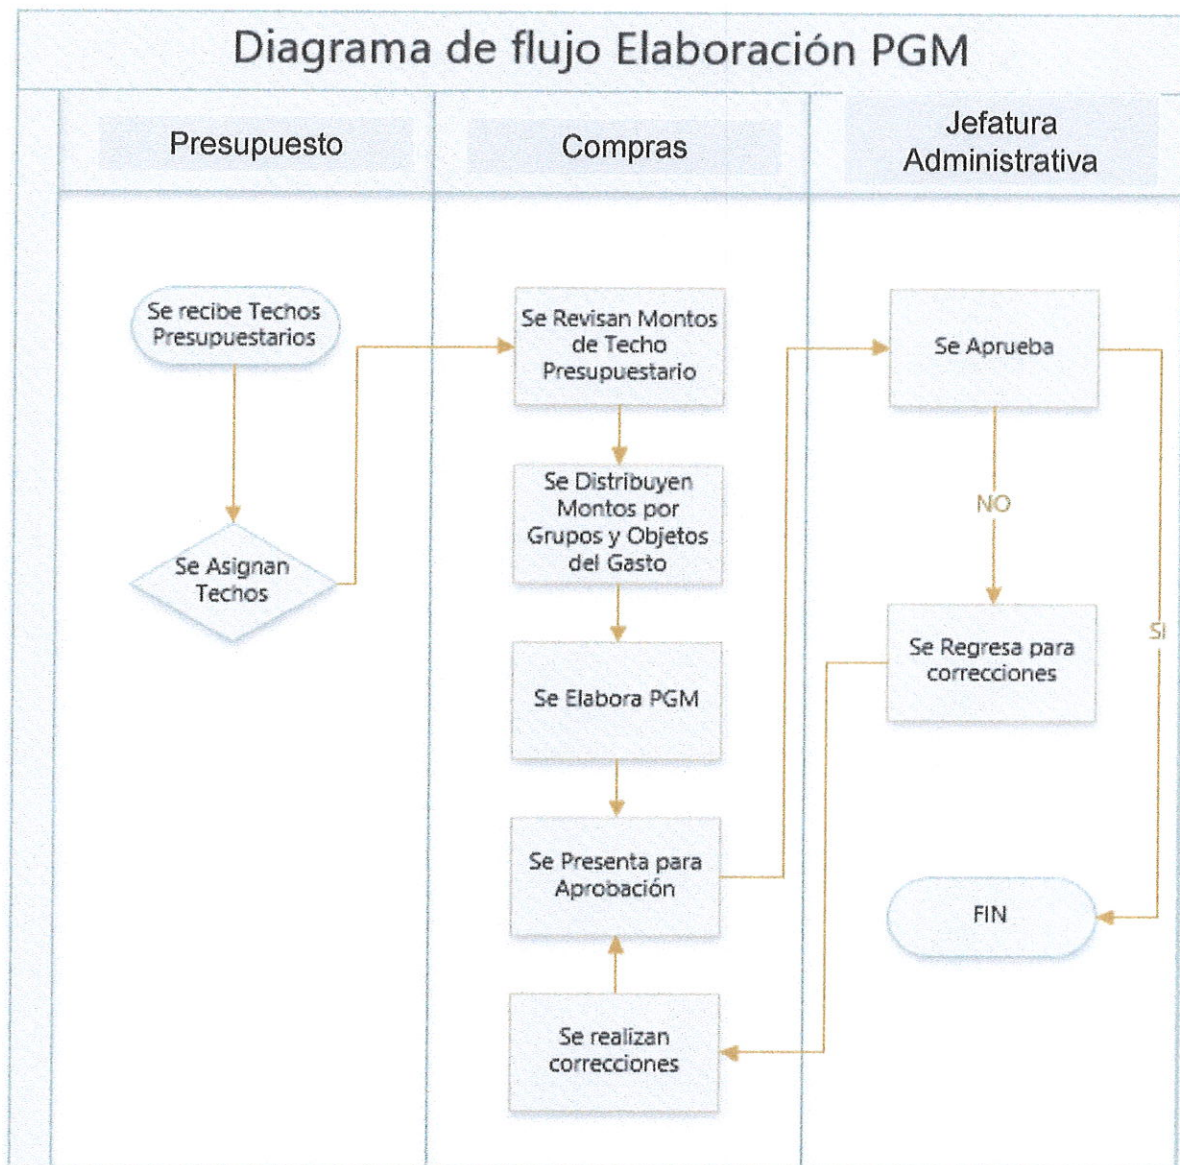 Diagrama de flujo Elaboración PGM
Presupuesto
Compras
Jefatura
Administrativa
Se recibe Techos
Presupuestarios
Se Asignan
Techos
Se Revisan Montos
de Techo
Presupuestario
Se Distribuyen
Montos por
Grupos y Objetos
del Gasto
Se Elabora PGM
Se Presenta para
Aprobación
Se realizan
correcciones
Se Aprueba
NO
SI
Se Regresa para
correcciones
FIN